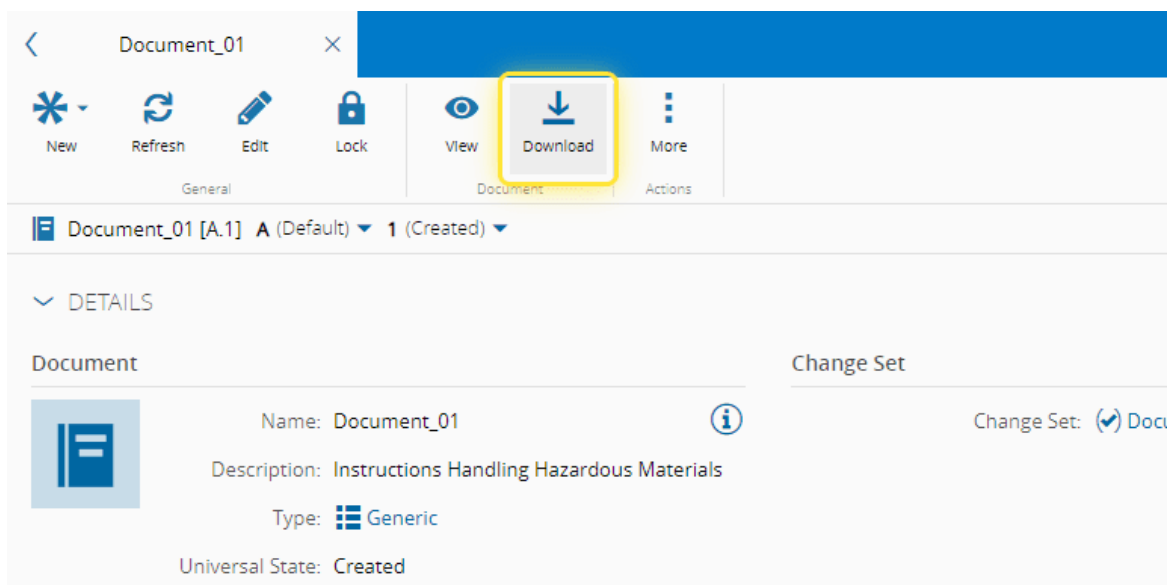 Document_01
New Refresh Edit Lock View Download More
General Document Actions
Document_01 [A.1] A (Default) 1 (Created)
DETAILS
Document Change Set
Name: Document_01 Change Set: Docu
Description: Instructions Handling Hazardous Materials
Type: Generic
Universal State: Created